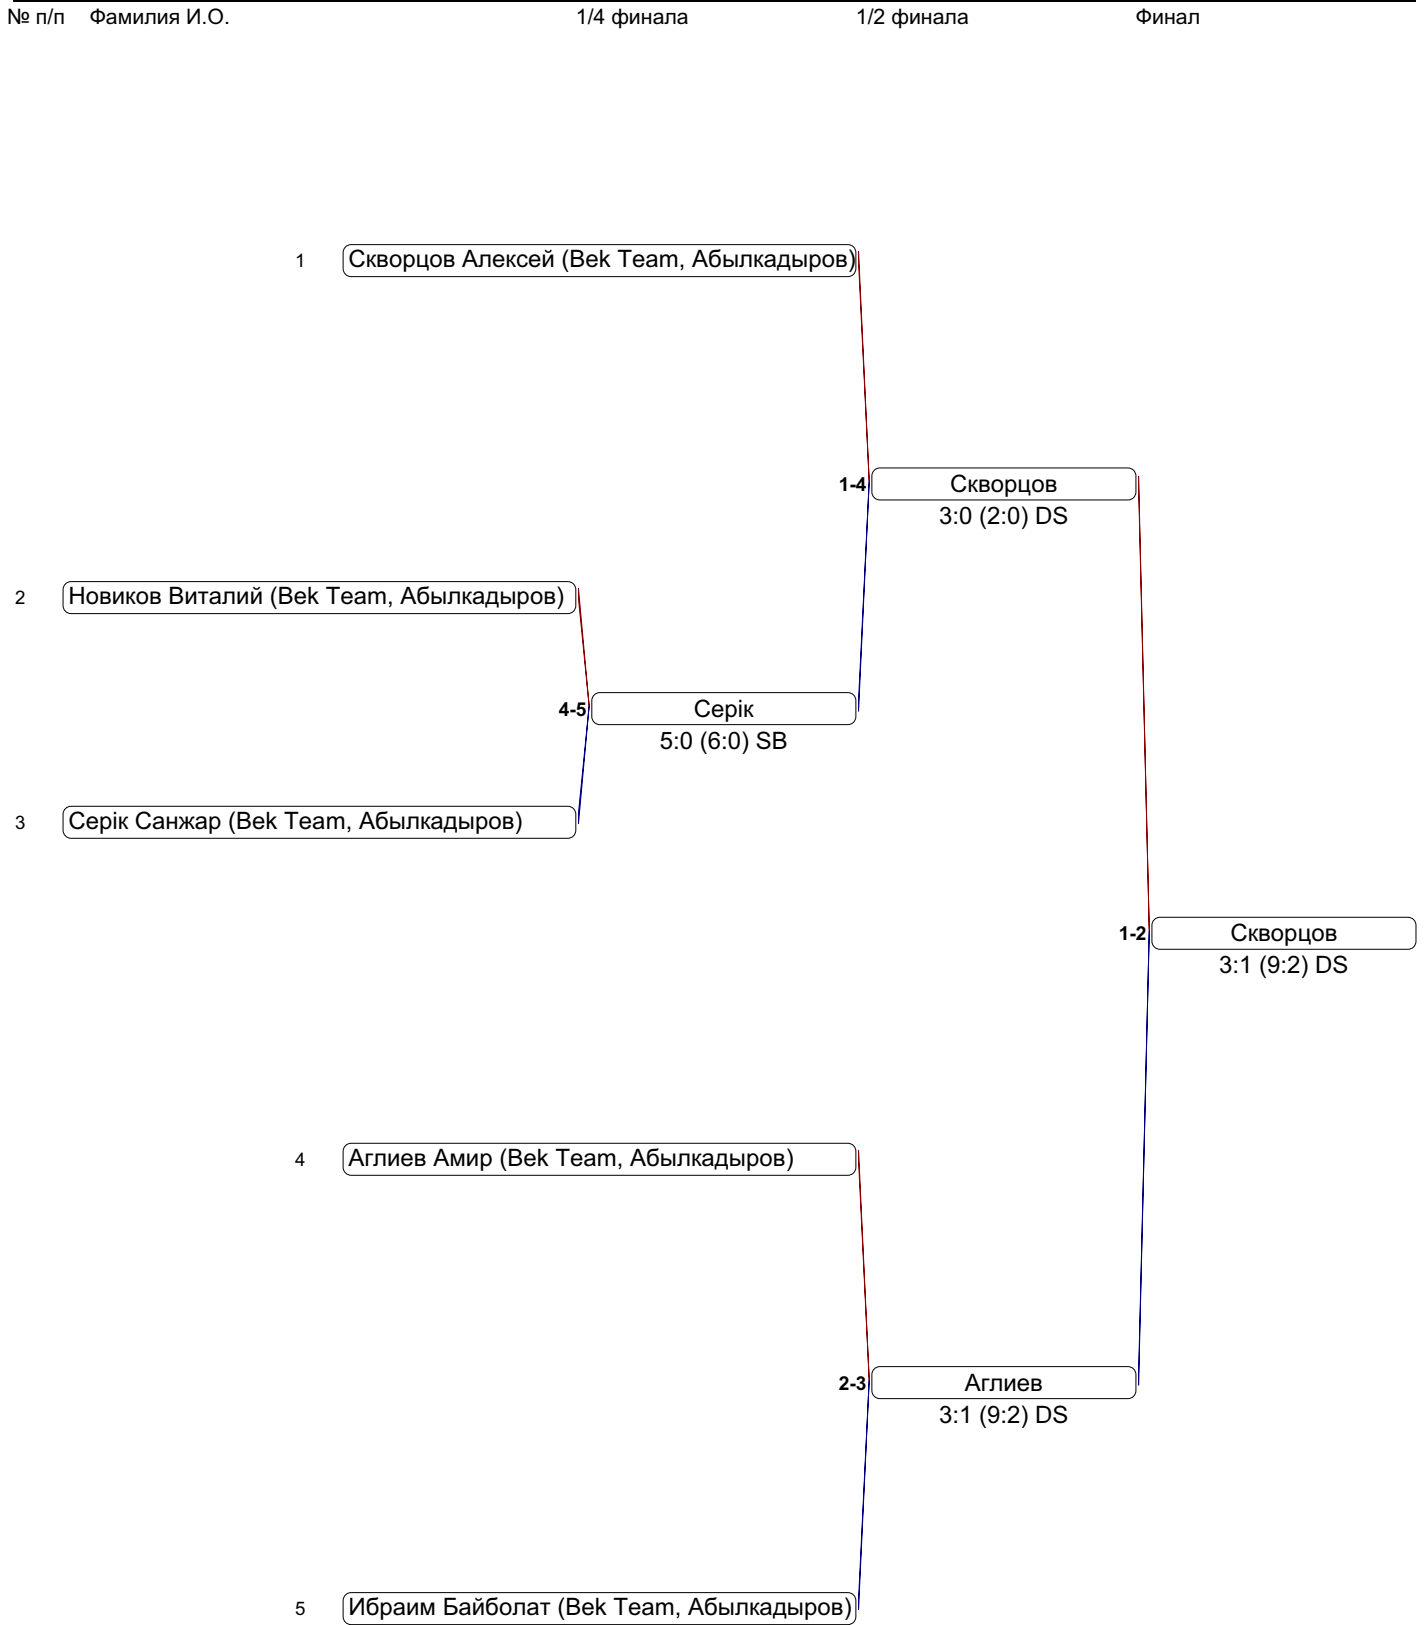 № п/п Фамилия И.О. 1/4 финала 1/2 финала Финал
1 Скворцов Алексей (Bek Team, Абылкадыров)
1-4 Скворцов
3:0 (2:0) DS
2 Новиков Виталий (Bek Team, Абылкадыров)
4-5 Серік
5:0 (6:0) SB
3 Серік Санжар (Bek Team, Абылкадыров)
1-2 Скворцов
3:1 (9:2) DS
4 Аглиев Амир (Bek Team, Абылкадыров)
2-3 Аглиев
3:1 (9:2) DS
5 Ибраим Байболат (Bek Team, Абылкадыров)